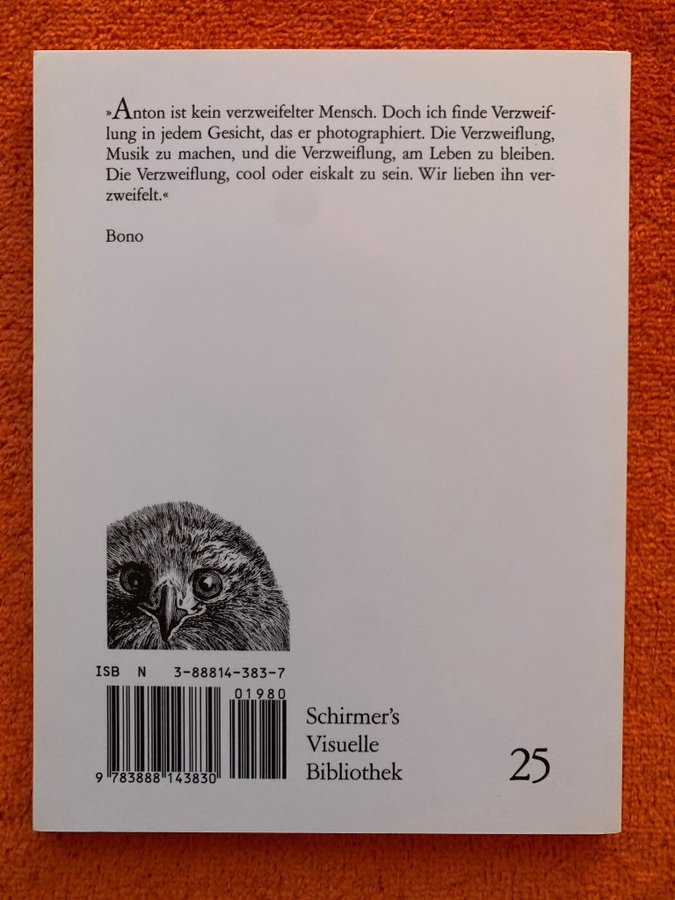 »Anton ist kein verzweifelter Mensch. Doch ich finde Verzweif-
lung in jedem Gesicht, das er photographiert. Die Verzweiflung,
Musik zu machen, und die Verzweiflung, am Leben zu bleiben.
Die Verzweiflung, cool oder eiskalt zu sein. Wir lieben ihn ver-
zweifelt.«
Bono
ISB N 3-88814-383-7
01980
9 783888 143830
Schirmer's
Visuelle
Bibliothek
25